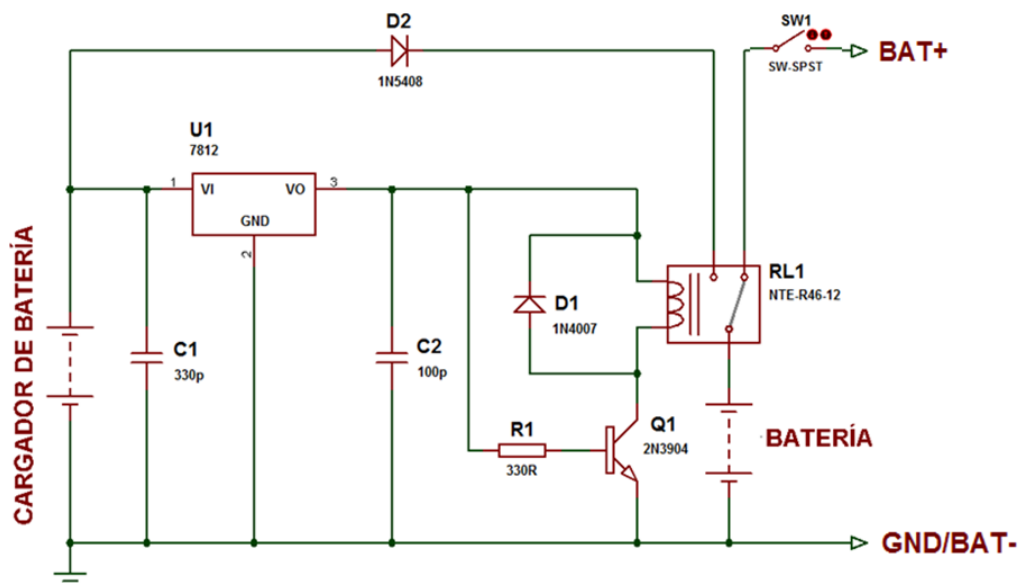 D2
1N5408
SW1
SW-SPST
BAT+
U1
7812
1
VI
VO
3
GND
2
CARGADOR DE BATERÍA
C1
330p
C2
100p
D1
1N4007
RL1
NTE-R46-12
R1
330R
Q1
2N3904
BATERÍA
GND/BAT-